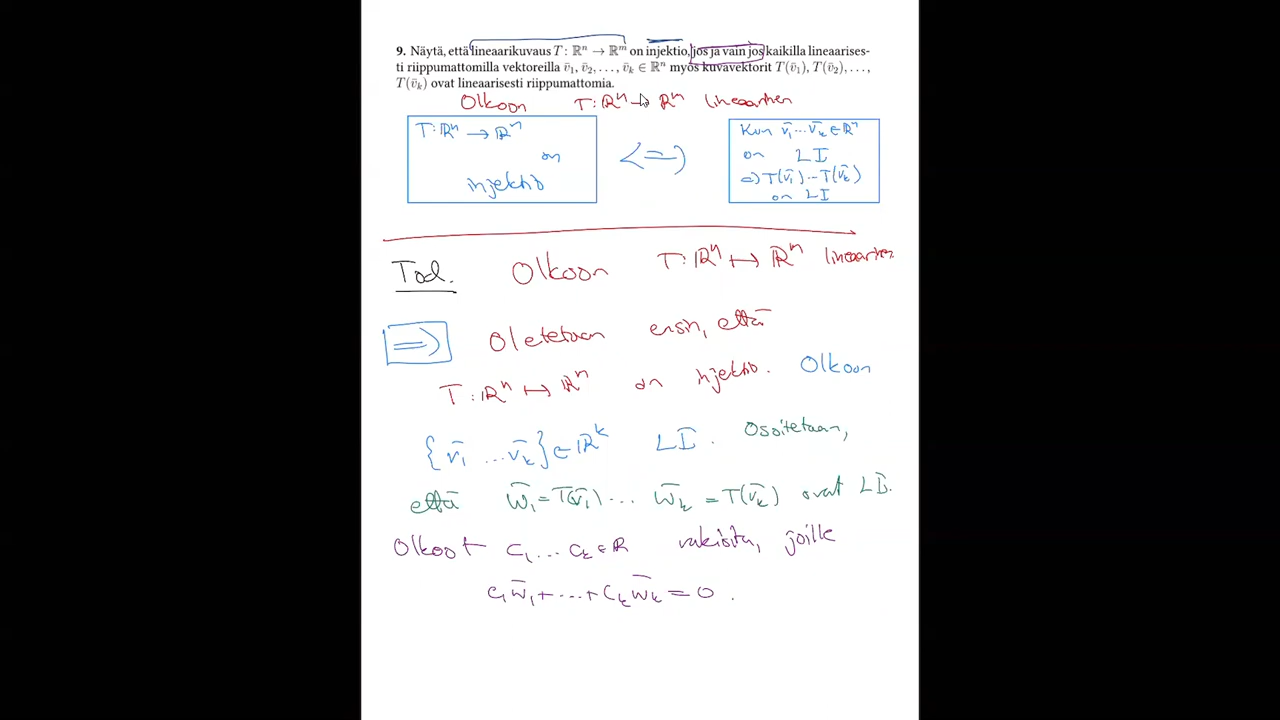 9. Näytä, että lineaarikuvaus T : ℝⁿ → ℝᵐ on injektio, jos ja vain jos kaikilla lineaarises-
ti riippumattomilla vektoreilla v̄₁, v̄₂, …, v̄ₖ ∈ ℝⁿ myös kuvavektorit T(v̄₁), T(v̄₂), …,
T(v̄ₖ) ovat lineaarisesti riippumattomia.
Olkoon T: ℝⁿ → ℝⁿ lineaarinen
T: ℝⁿ → ℝⁿ
on
injektio
<=>
Kun v̄₁ … v̄ₖ ∈ ℝⁿ
on LI
=> T(v̄₁) … T(v̄ₖ)
on LI
Tod. Olkoon T: ℝⁿ ↦ ℝⁿ lineaarinen
=> Oletetaan ensin, että
T: ℝⁿ ↦ ℝⁿ on injektio. Olkoon
{v̄₁ … v̄ₖ} ∈ ℝᵏ LI. Osoitetaan,
että w̄₁ = T(v̄₁) … w̄ₖ = T(v̄ₖ) ovat LI.
Olkoot c₁ … cₖ ∈ ℝ vakioita, joille
c₁w̄₁ + … + cₖw̄ₖ = 0.